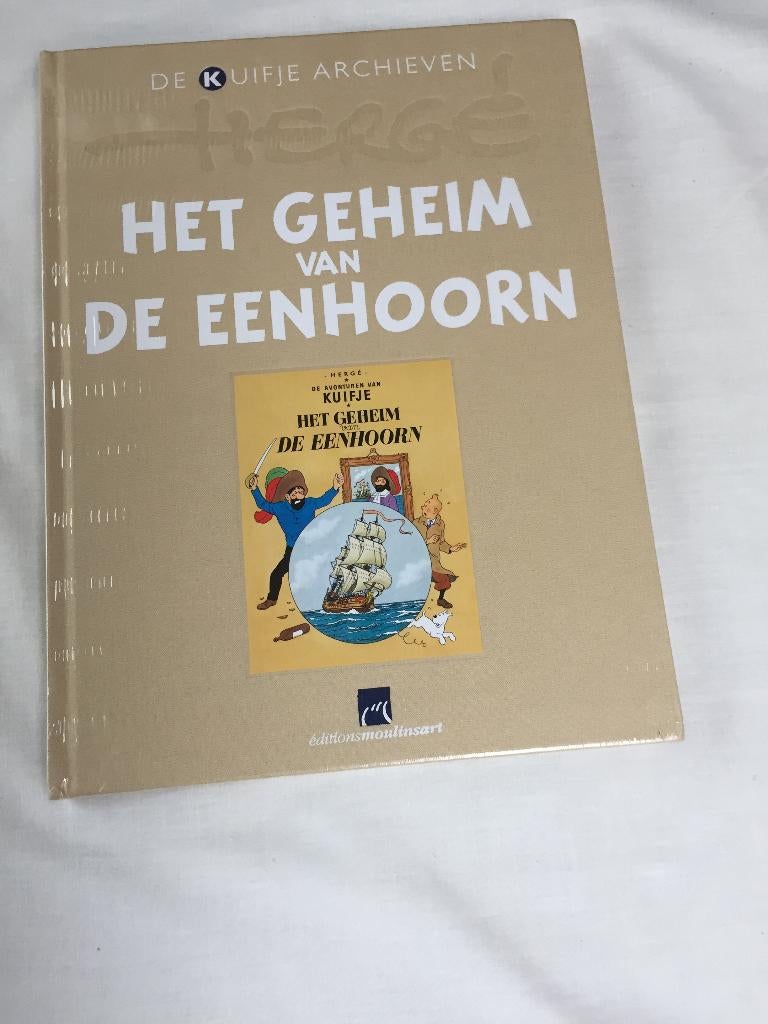 DE KUIFJE ARCHIEVEN
HERGÉ
HET GEHEIM
VAN
DE EENHOORN
- HERGÉ -
DE AVONTUREN VAN
KUIFJE
HET GEHEIM
van
DE EENHOORN
éditionsmoulinsart